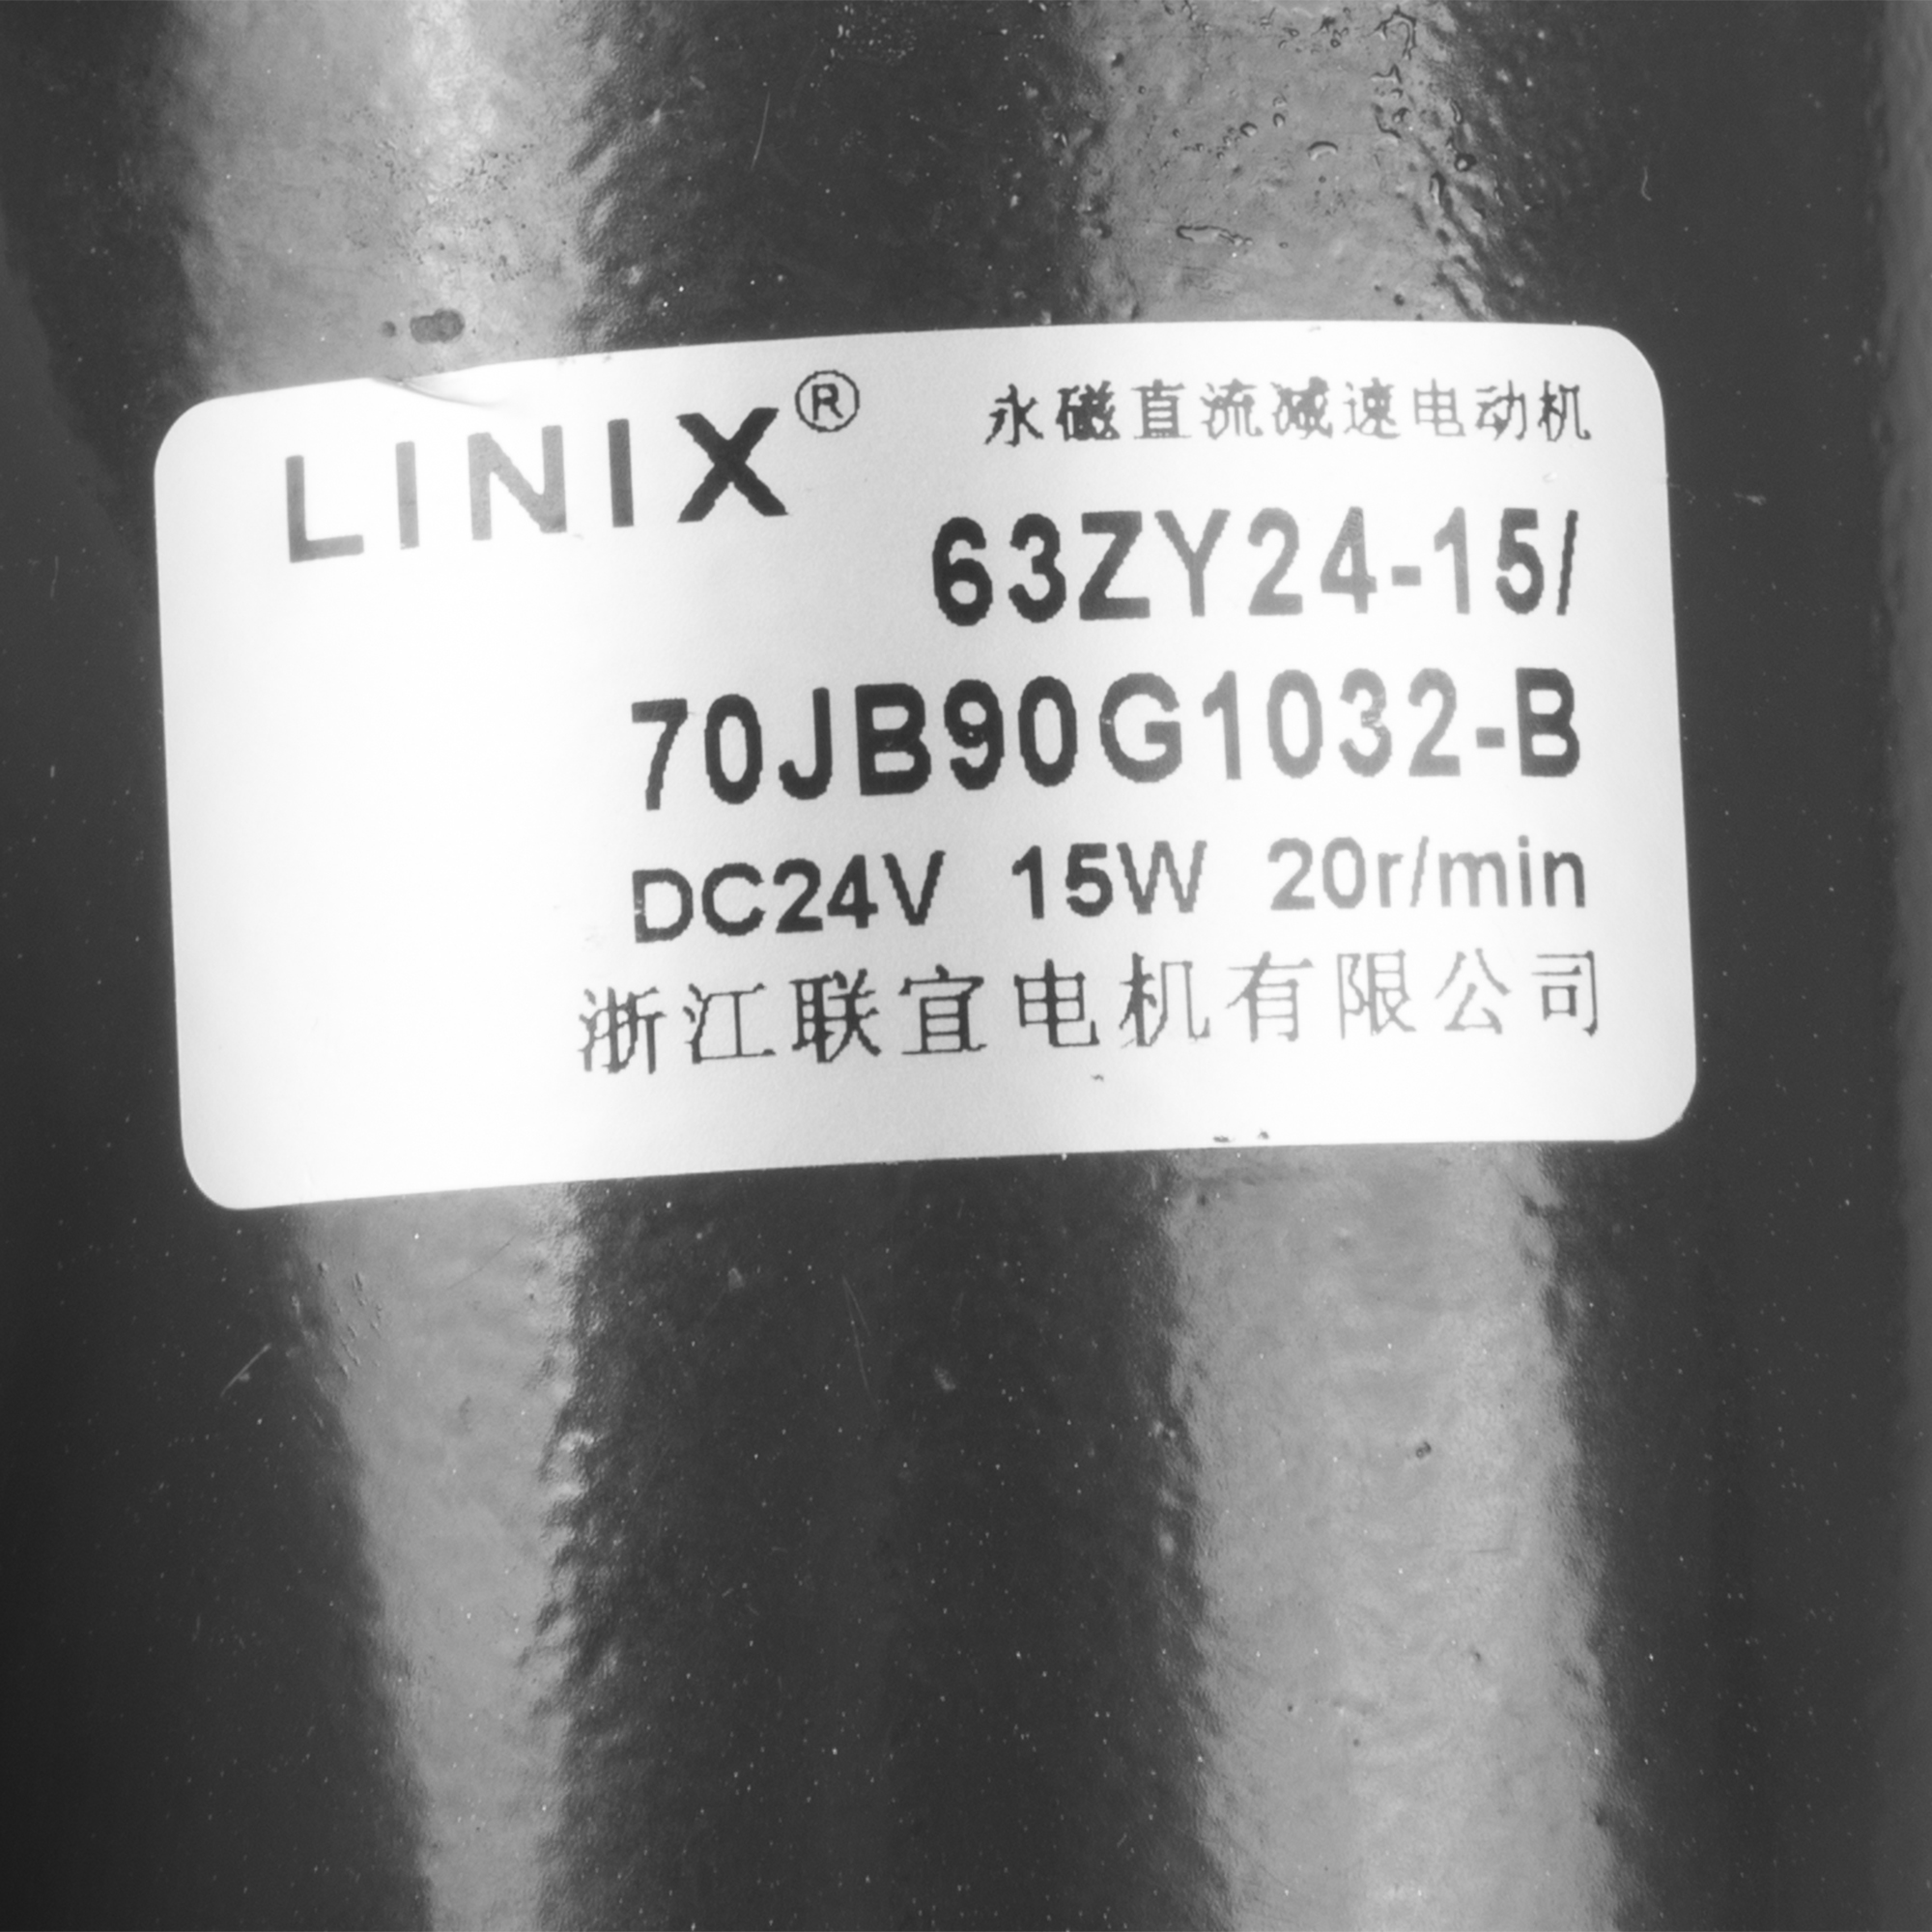 LINIX® 永磁直流减速电动机
63ZY24-15/
70JB90G1032-B
DC24V 15W 20r/min
浙江联宜电机有限公司